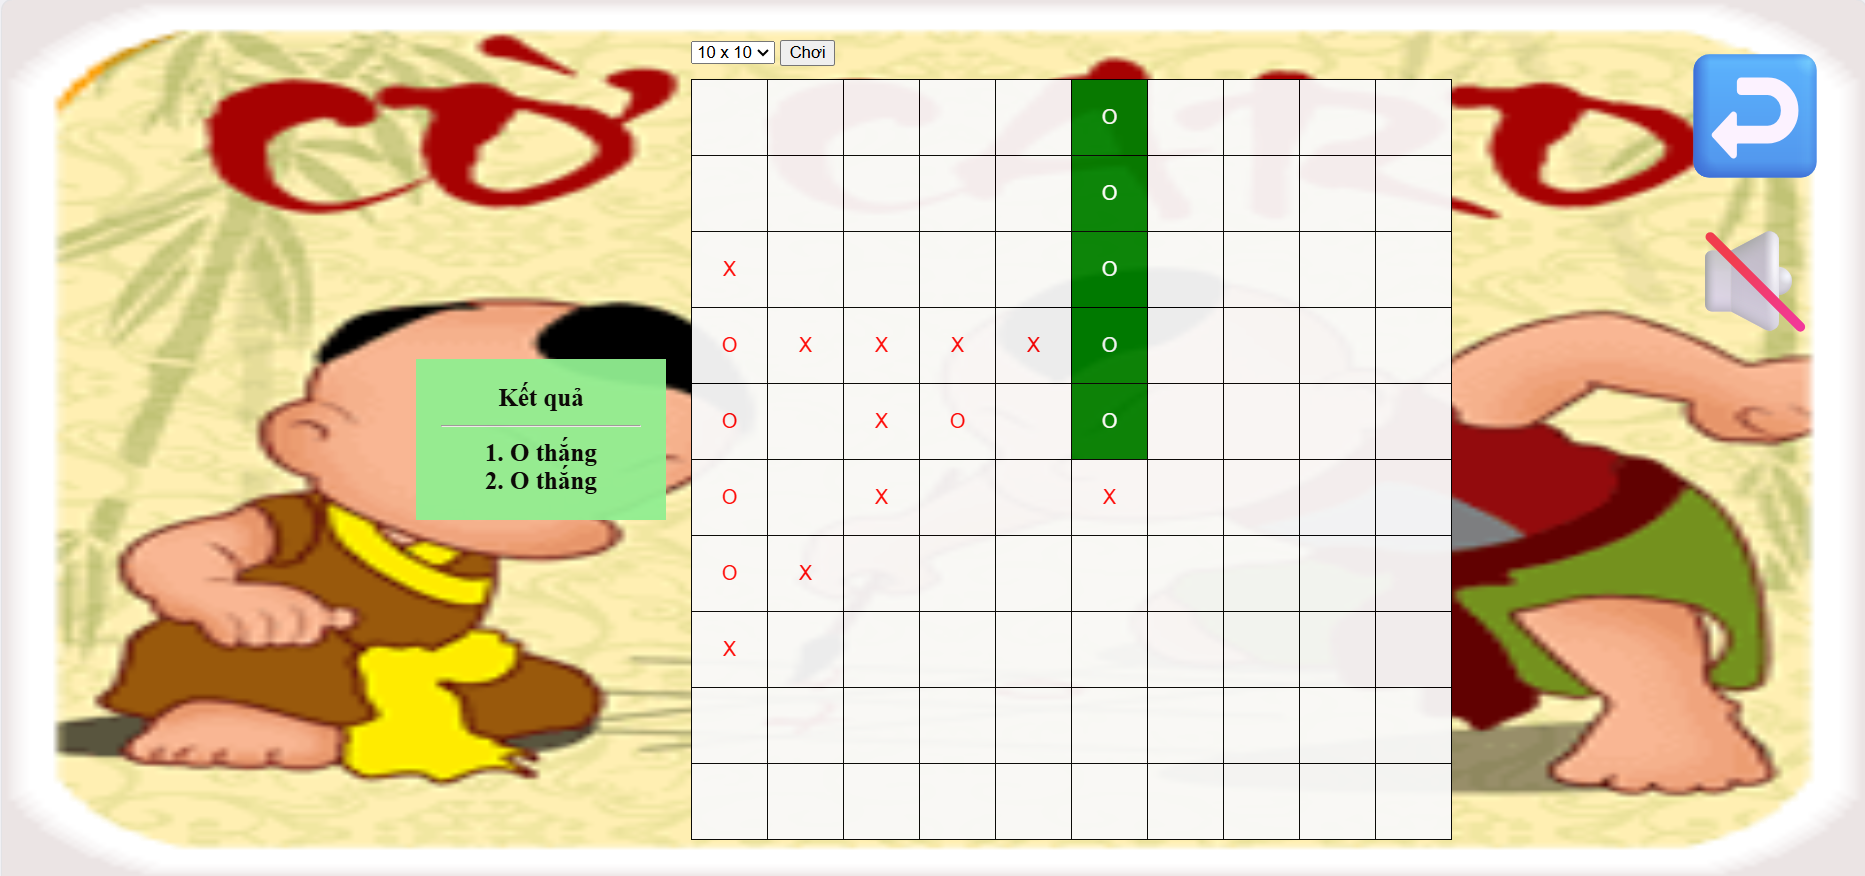 CỜ CARO
10 x 10 Chơi
O
O
X O
O X X X X O
O X O O
O X X
O X
X
Kết quả
1. O thắng
2. O thắng